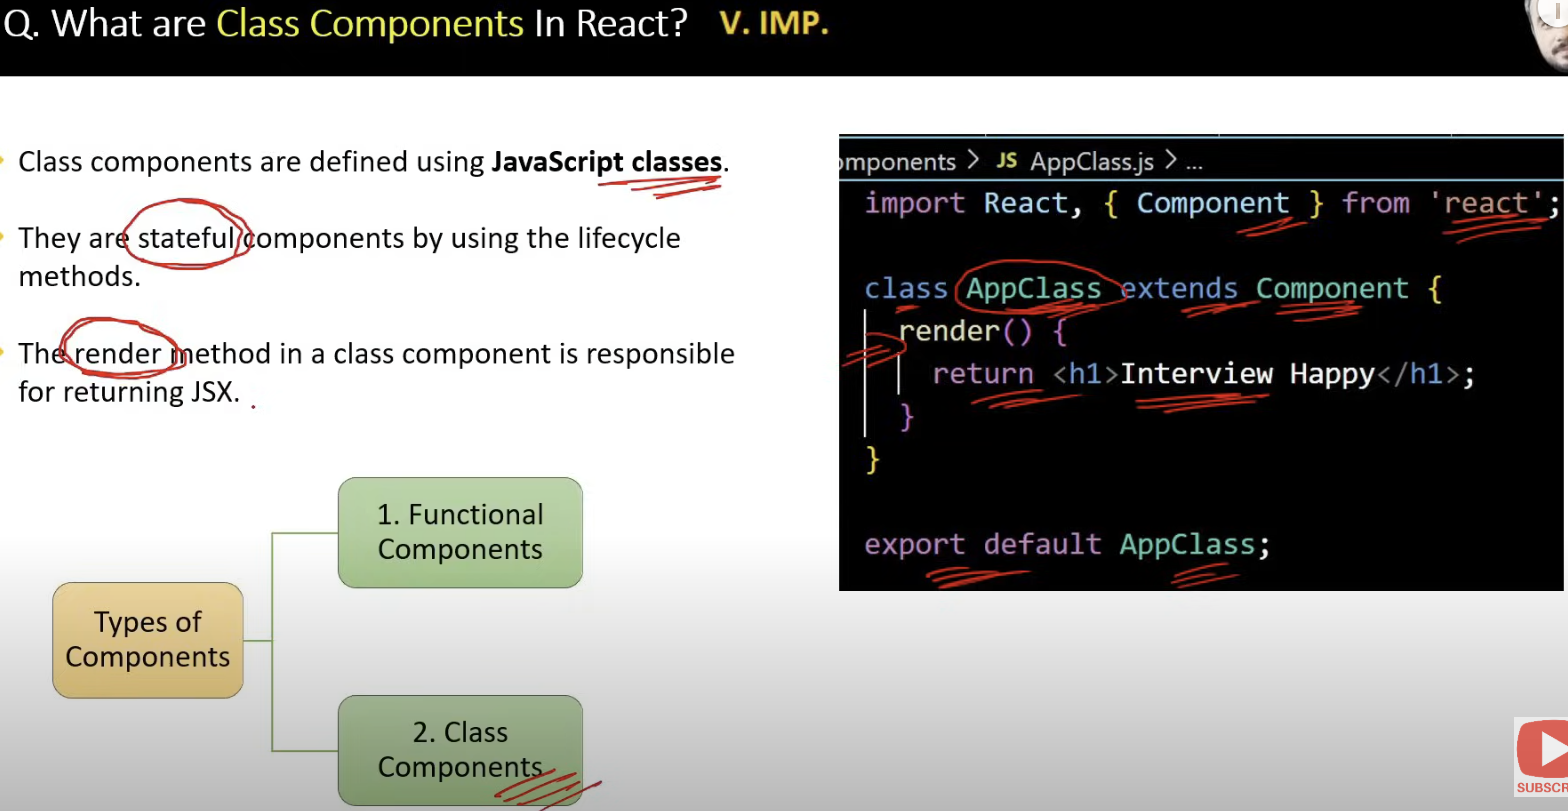 Q. What are Class Components In React? V. IMP.
Class components are defined using JavaScript classes.
They are stateful components by using the lifecycle
methods.
The render method in a class component is responsible
for returning JSX.
Types of
Components
1. Functional
Components
2. Class
Components
omponents > JS AppClass.js > ...
import React, { Component } from 'react';
class AppClass extends Component {
render() {
return <h1>Interview Happy</h1>;
}
}
export default AppClass;
SUBSCR